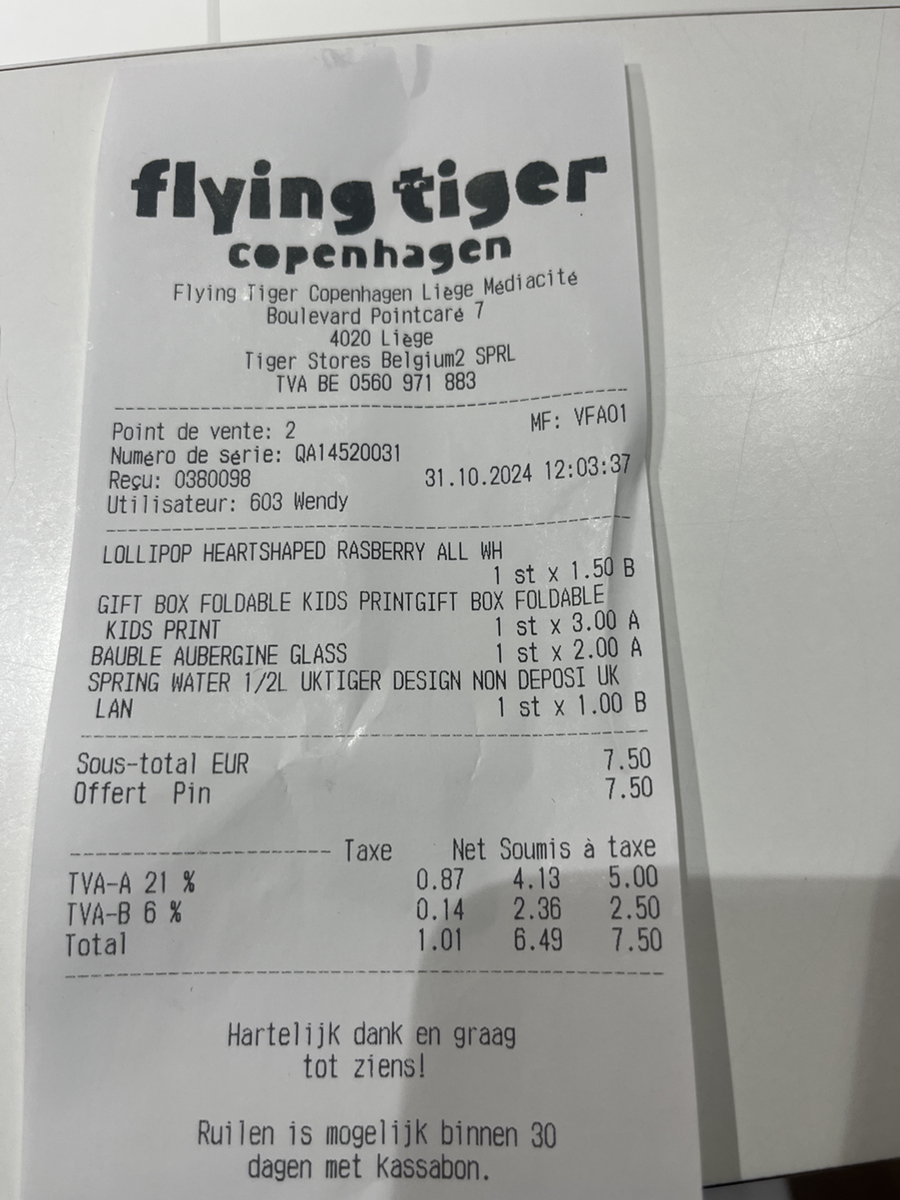 flying tiger
copenhagen
Flying Tiger Copenhagen Liège Médiacité
Boulevard Pointcaré 7
4020 Liège
Tiger Stores Belgium2 SPRL
TVA BE 0560 971 883
Point de vente: 2 MF: VFA01
Numéro de série: QA14520031
Reçu: 0380098 31.10.2024 12:03:37
Utilisateur: 603 Wendy
LOLLIPOP HEARTSHAPED RASBERRY ALL WH
1 st x 1.50 B
GIFT BOX FOLDABLE KIDS PRINTGIFT BOX FOLDABLE
KIDS PRINT 1 st x 3.00 A
BAUBLE AUBERGINE GLASS 1 st x 2.00 A
SPRING WATER 1/2L UKTIGER DESIGN NON DEPOSI UK
LAN 1 st x 1.00 B
Sous-total EUR 7.50
Offert Pin 7.50
Taxe Net Soumis à taxe
TVA-A 21 % 0.87 4.13 5.00
TVA-B 6 % 0.14 2.36 2.50
Total 1.01 6.49 7.50
Hartelijk dank en graag
tot ziens!
Ruilen is mogelijk binnen 30
dagen met kassabon.